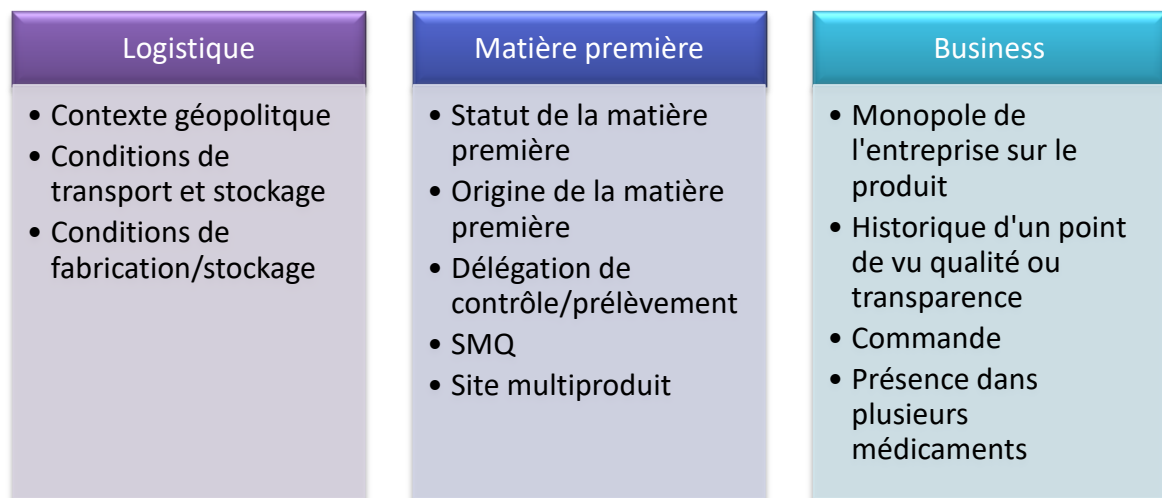 Logistique
• Contexte géopolitque
• Conditions de
transport et stockage
• Conditions de
fabrication/stockage
Matière première
• Statut de la matière
première
• Origine de la matière
première
• Délégation de
contrôle/prélèvement
• SMQ
• Site multiproduit
Business
• Monopole de
l'entreprise sur le
produit
• Historique d'un point
de vu qualité ou
transparence
• Commande
• Présence dans
plusieurs
médicaments